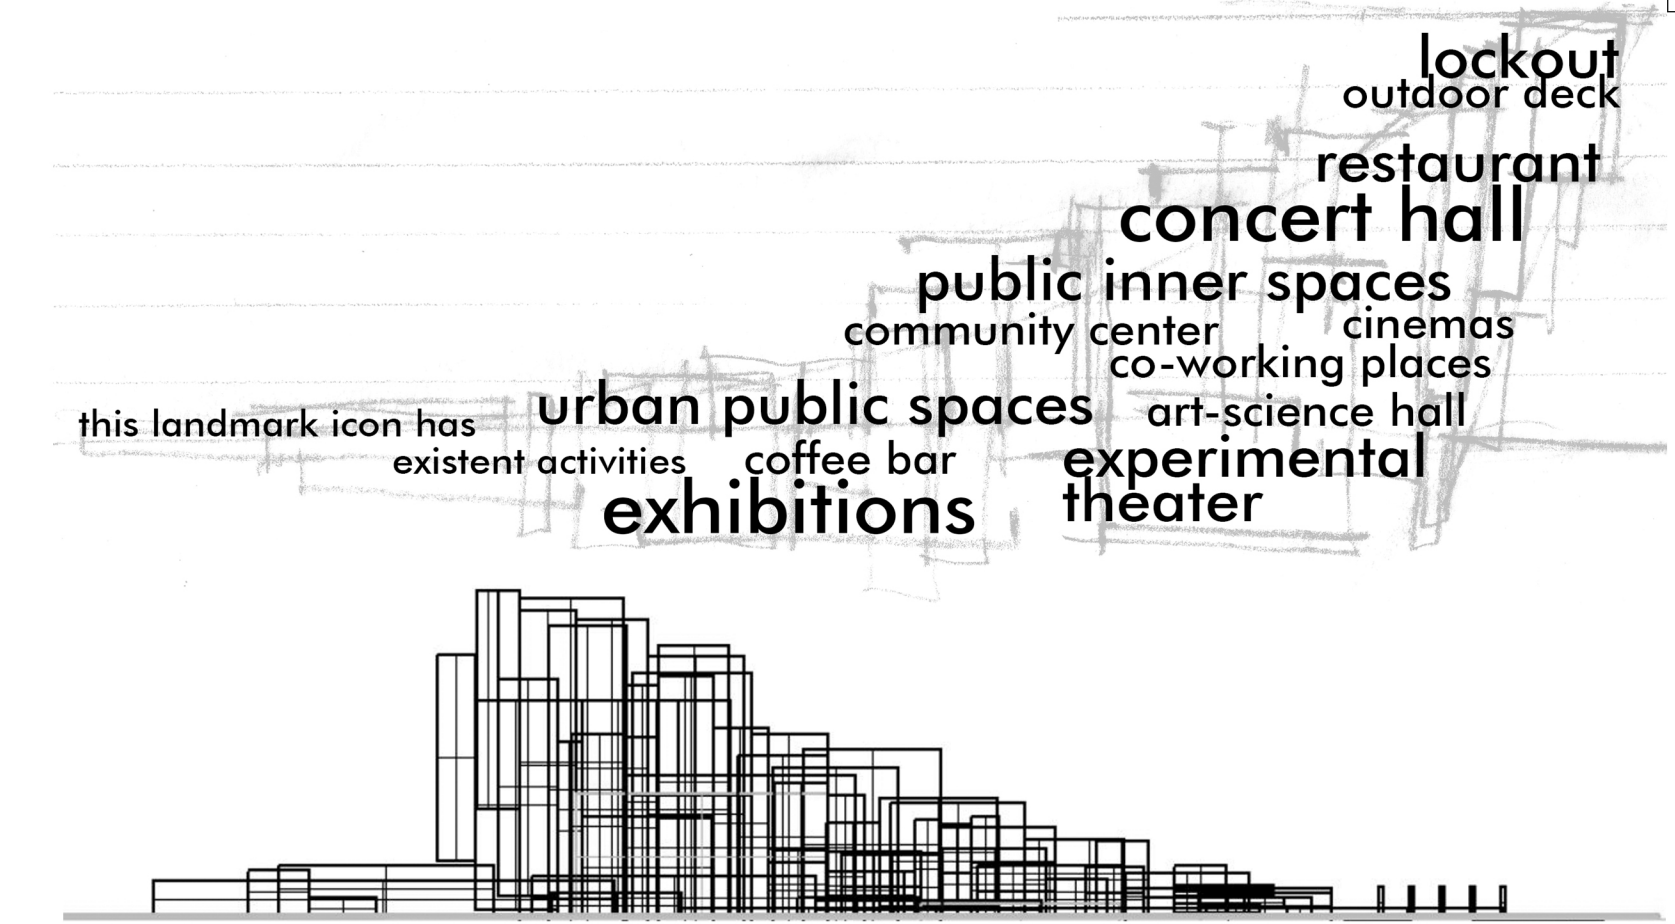 lockout
outdoor deck
restaurant
concert hall
public inner spaces
community center
cinemas
co-working places
urban public spaces
art-science hall
this landmark icon has
existent activities
coffee bar
experimental
theater
exhibitions